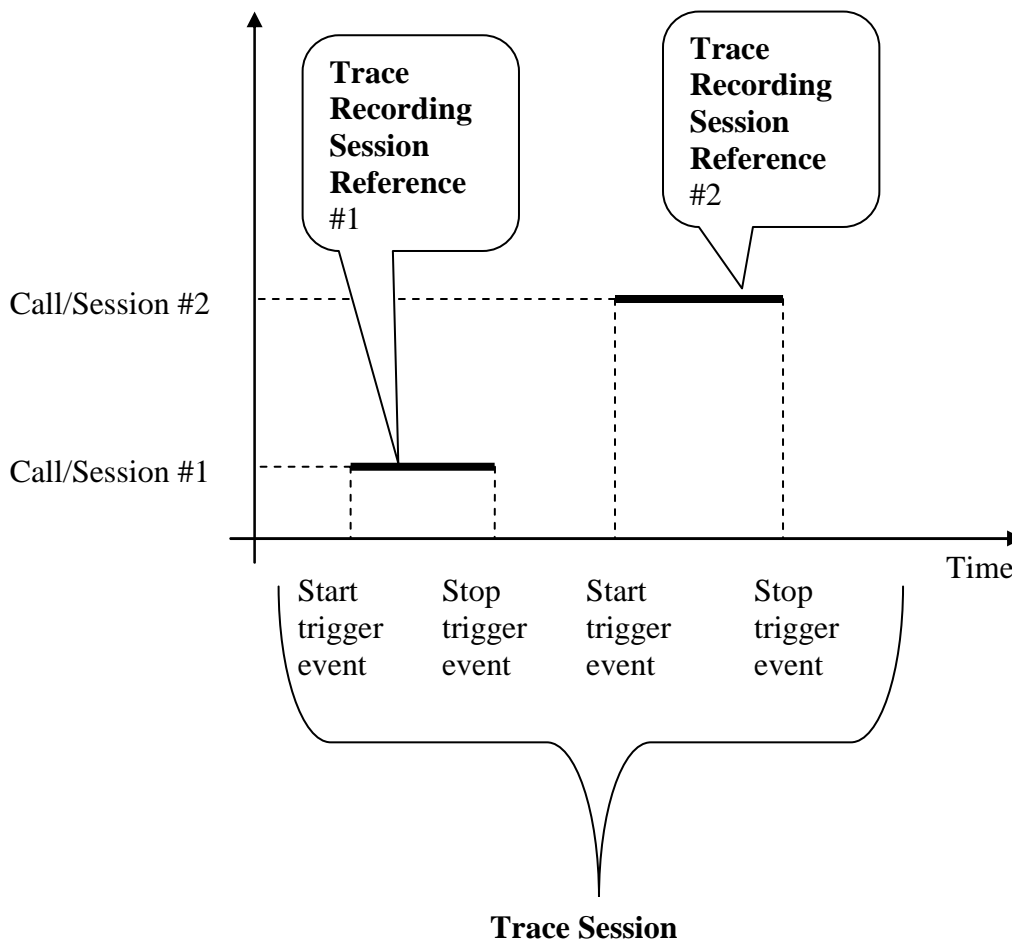 Trace
Recording
Session
Reference
#1
Trace
Recording
Session
Reference
#2
Call/Session #2
Call/Session #1
Time
Start
trigger
event
Stop
trigger
event
Start
trigger
event
Stop
trigger
event
Trace Session